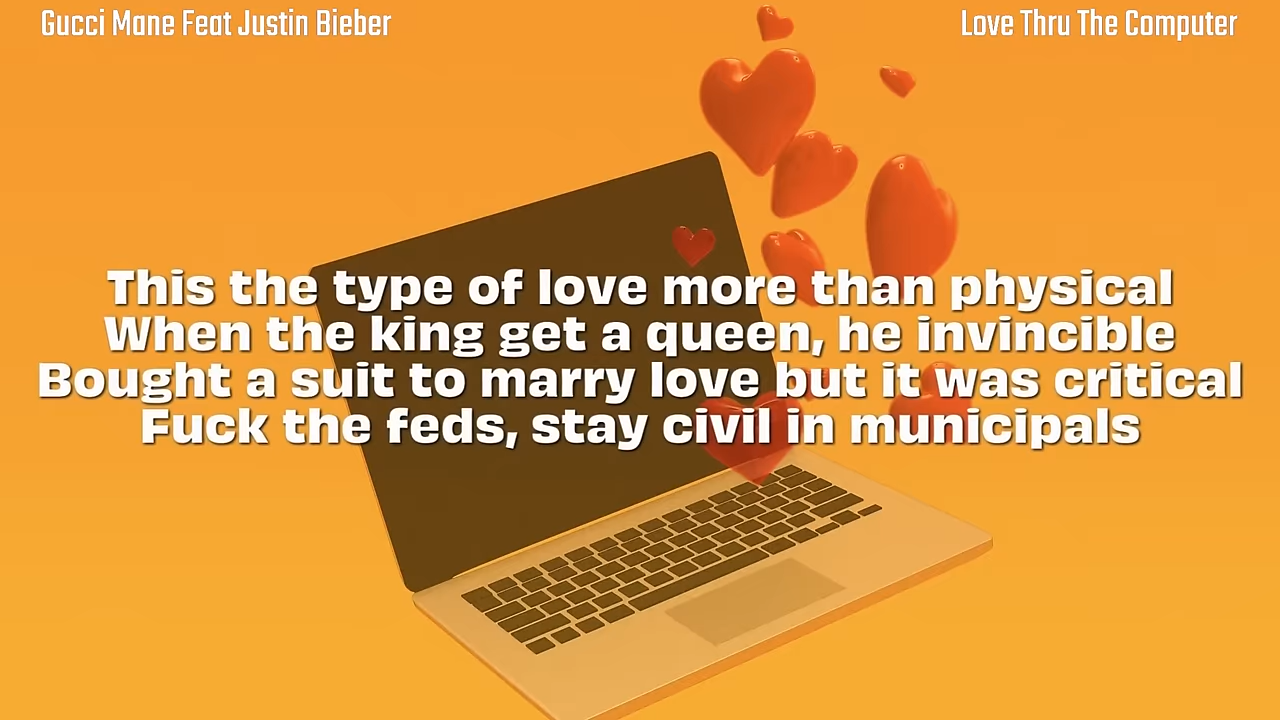 Gucci Mane Feat Justin Bieber
Love Thru The Computer
This the type of love more than physical
When the king get a queen, he invincible
Bought a suit to marry love but it was critical
Fuck the feds, stay civil in municipals